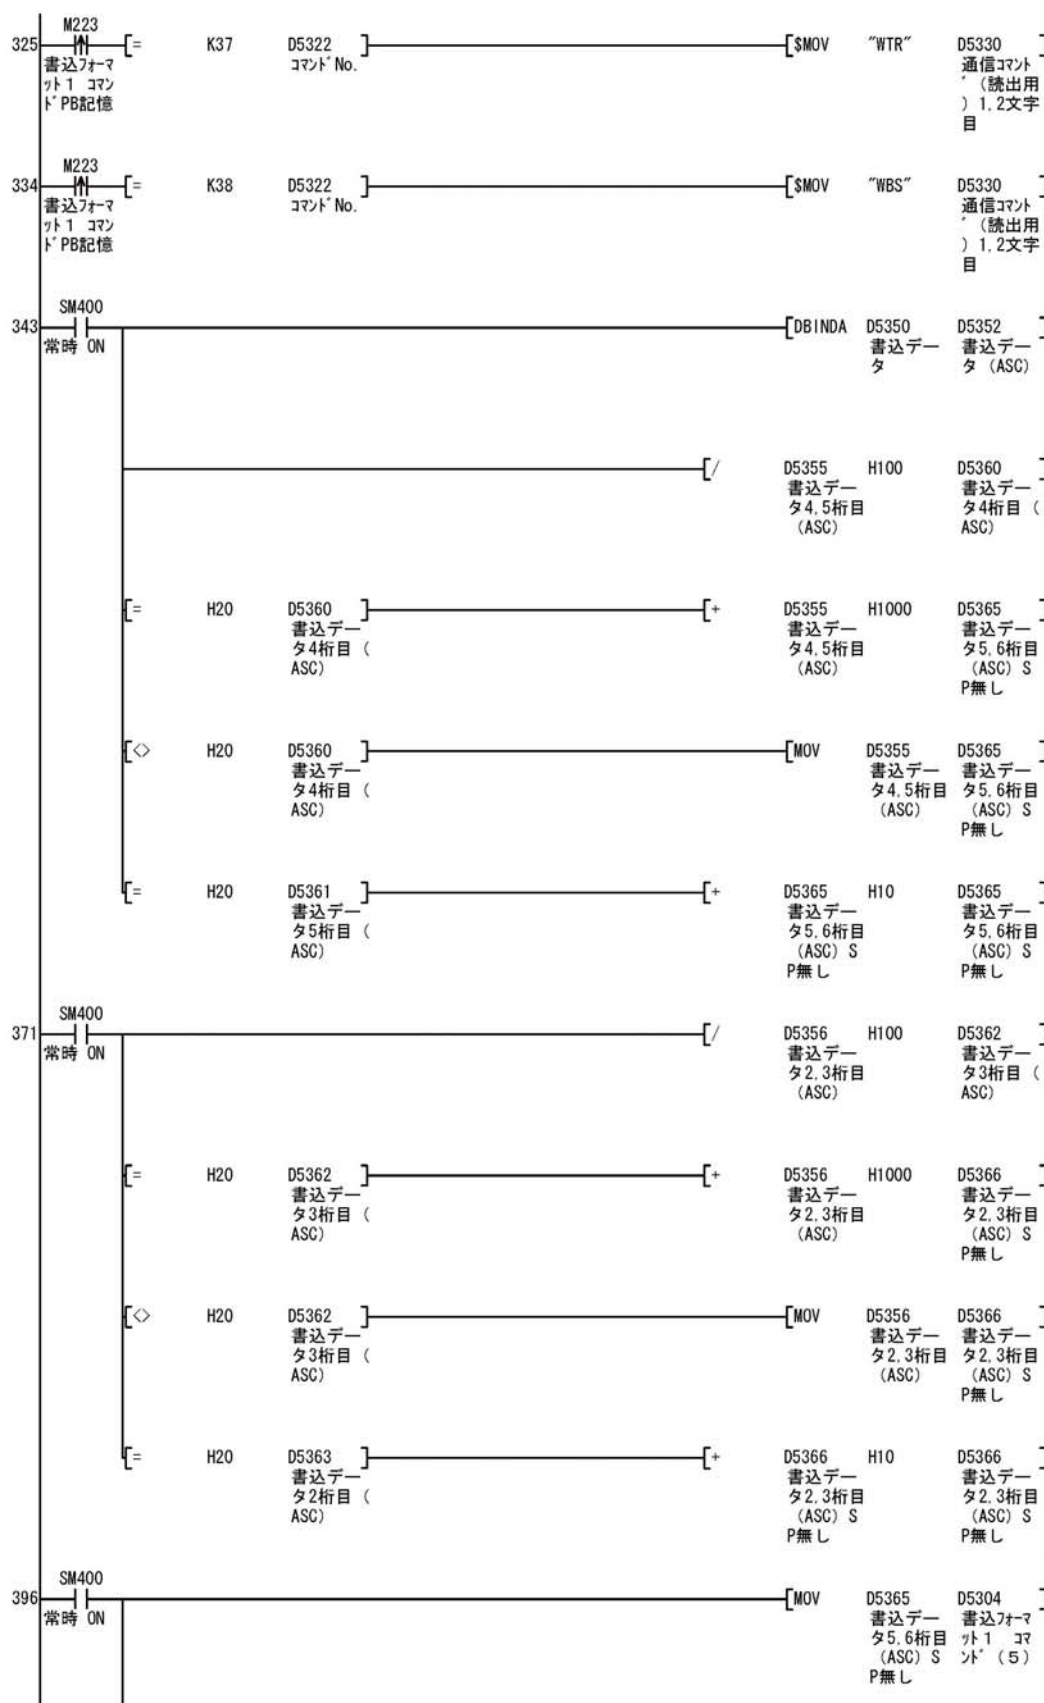 M223
325 [= K37 D5322 ] [$MOV "WTR" D5330 ]
書込フォーマット1 コマンドPB記憶
コマンドNo.
通信コマンド（読出用）1,2文字目
M223
334 [= K38 D5322 ] [$MOV "WBS" D5330 ]
書込フォーマット1 コマンドPB記憶
コマンドNo.
通信コマンド（読出用）1,2文字目
SM400
343 [DBINDA D5350 D5352 ]
常時 ON
書込データ
書込データ（ASC）
[/ D5355 H100 D5360 ]
書込データ4,5桁目（ASC）
書込データ4桁目（ASC）
[= H20 D5360 ] [+ D5355 H1000 D5365 ]
書込データ4桁目（ASC）
書込データ4,5桁目（ASC）
書込データ5,6桁目（ASC）SP無し
[<> H20 D5360 ] [MOV D5355 D5365 ]
書込データ4桁目（ASC）
書込データ4,5桁目（ASC）
書込データ5,6桁目（ASC）SP無し
[= H20 D5361 ] [+ D5365 H10 D5365 ]
書込データ5桁目（ASC）
書込データ5,6桁目（ASC）SP無し
書込データ5,6桁目（ASC）SP無し
SM400
371 [/ D5356 H100 D5362 ]
常時 ON
書込データ2,3桁目（ASC）
書込データ3桁目（ASC）
[= H20 D5362 ] [+ D5356 H1000 D5366 ]
書込データ3桁目（ASC）
書込データ2,3桁目（ASC）
書込データ2,3桁目（ASC）SP無し
[<> H20 D5362 ] [MOV D5356 D5366 ]
書込データ3桁目（ASC）
書込データ2,3桁目（ASC）
書込データ2,3桁目（ASC）SP無し
[= H20 D5363 ] [+ D5366 H10 D5366 ]
書込データ2桁目（ASC）
書込データ2,3桁目（ASC）SP無し
書込データ2,3桁目（ASC）SP無し
SM400
396 [MOV D5365 D5304 ]
常時 ON
書込データ5,6桁目（ASC）SP無し
書込フォーマット1 コマンド（5）